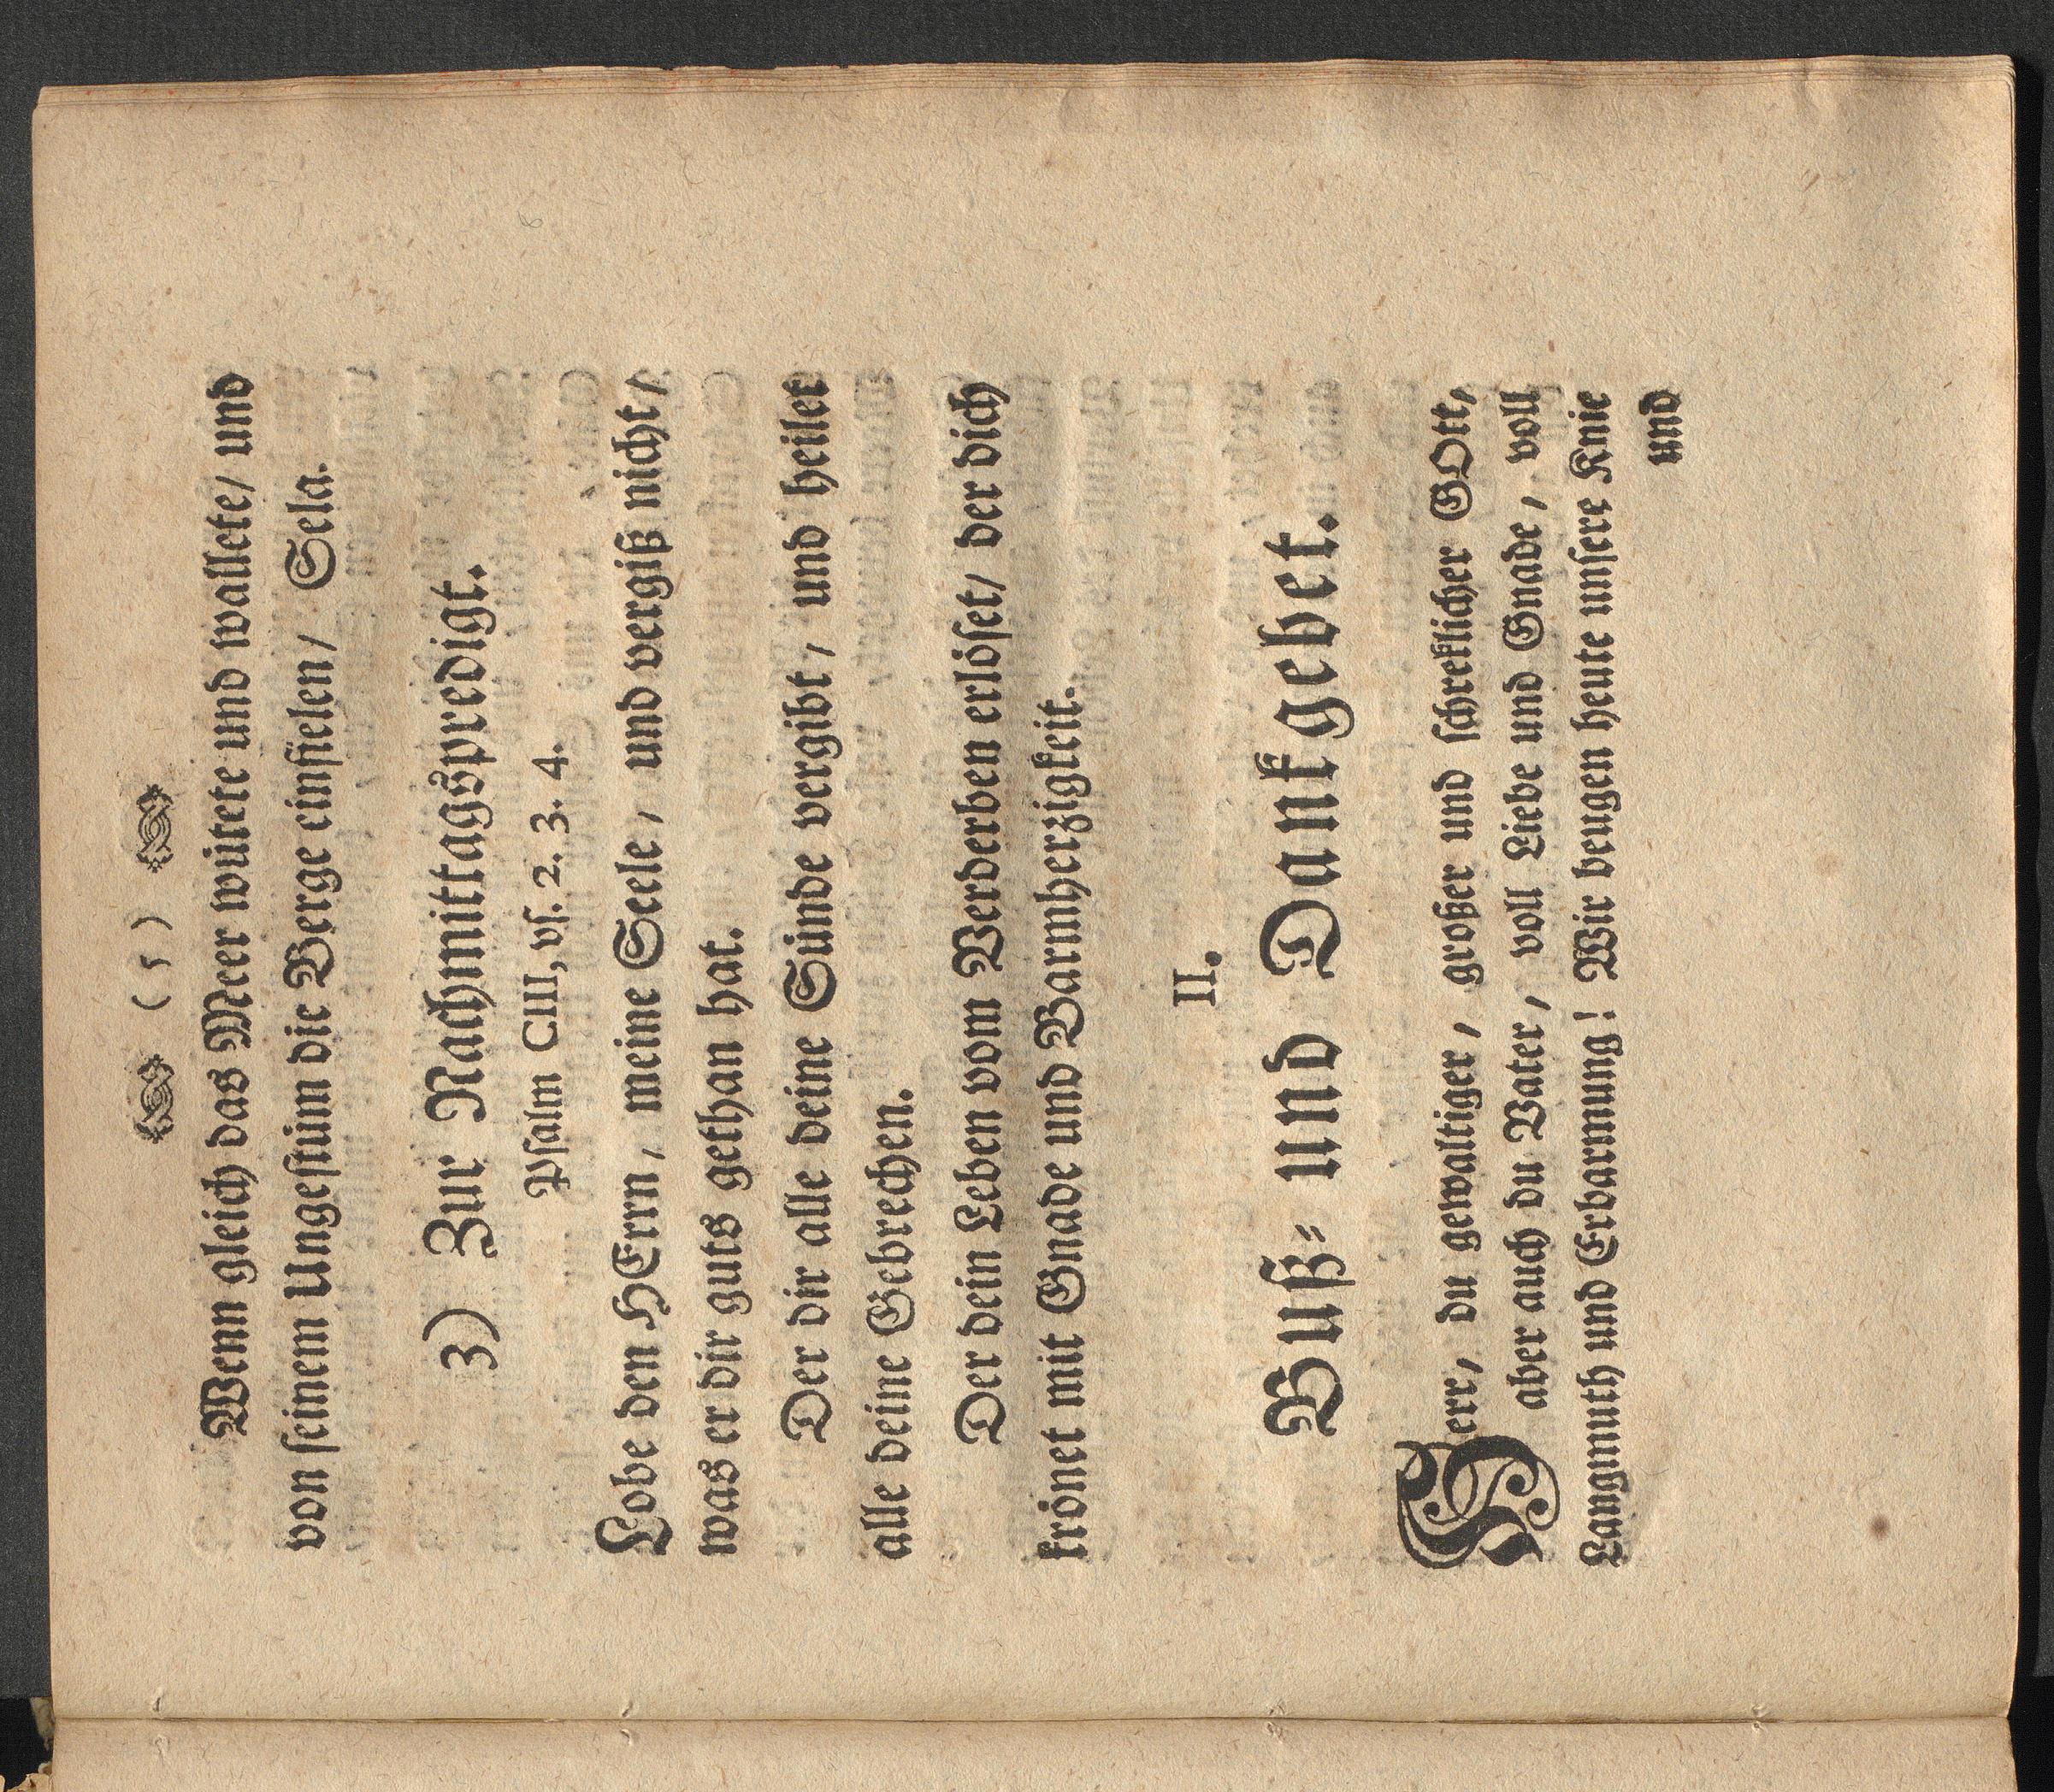 ( 5 )
Wenn gleich das Meer wütete und wallete/ und
von seinem Ungestüm die Berge einfielen/ Sela.
3) Zur Nachmittagspredigt.
Psalm CIII, vs. 2. 3. 4.
Lobe den HErrn, meine Seele, und vergiß nicht,
was er dir guts gethan hat.
Der dir alle deine Sünde vergibt, und heilet
alle deine Gebrechen.
Der dein Leben vom Verderben erlöset/ der dich
krönet mit Gnade und Barmherzigkeit.
II.
Buß- und Dankgebet.
Herr, du gewaltiger, großer und schreklicher GOtt,
aber auch du Vater, voll Liebe und Gnade, voll
Langmuth und Erbarmung! Wir beugen heute unsere Knie
und